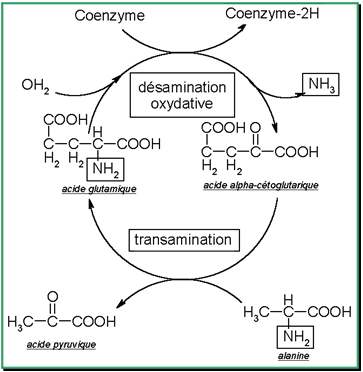 Coenzyme
Coenzyme-2H
OH2
désamination
oxydative
NH3
COOH
H
C C C COOH
H2 H2
NH2
acide glutamique
COOH O
C C C COOH
H2 H2
acide alpha-cétoglutarique
transamination
O
H3C C COOH
acide pyruvique
H
H3C C COOH
NH2
alanine